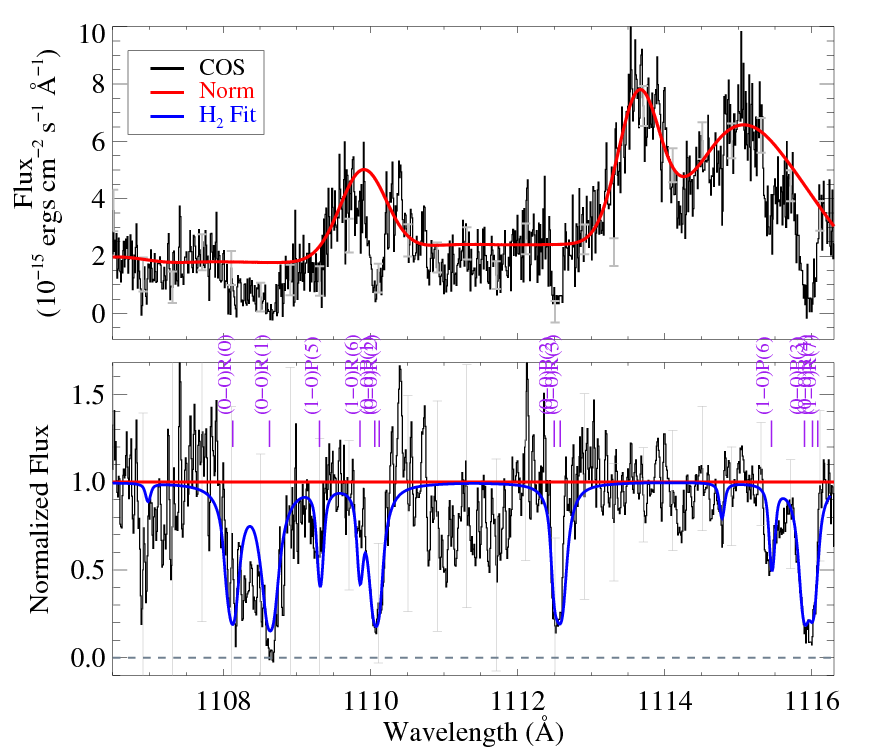 10
8
6
4
2
0
Flux
(10⁻¹⁵ ergs cm⁻² s⁻¹ Å⁻¹)
COS
Norm
H₂ Fit
(0−0)R(0)
(0−0)R(1)
(1−0)P(5)
(1−0)R(6)
(1−0)P(6)
1.5
1.0
0.5
0.0
Normalized Flux
1108
1110
1112
1114
1116
Wavelength (Å)